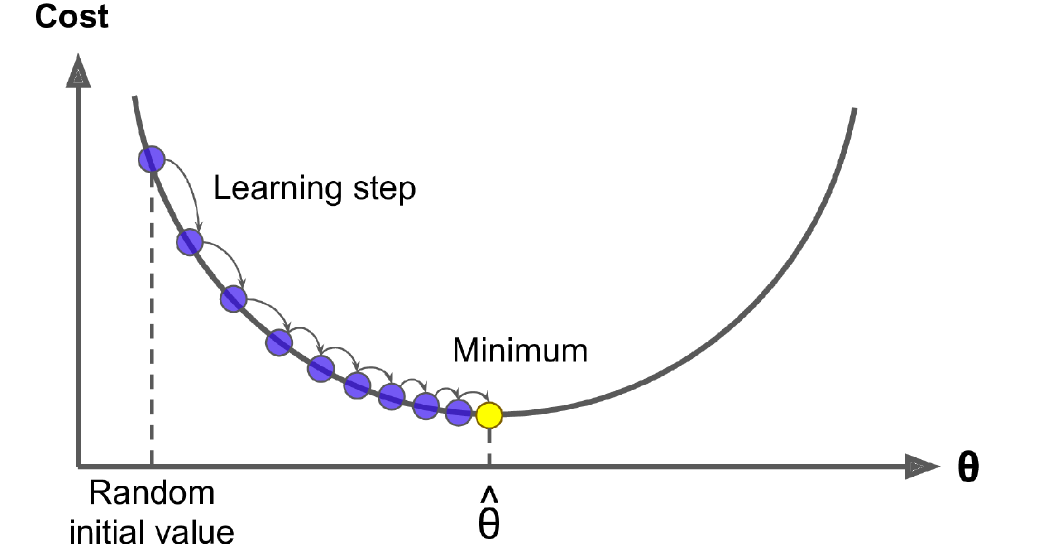 Cost
Learning step
Minimum
θ
Random
initial value
θ̂